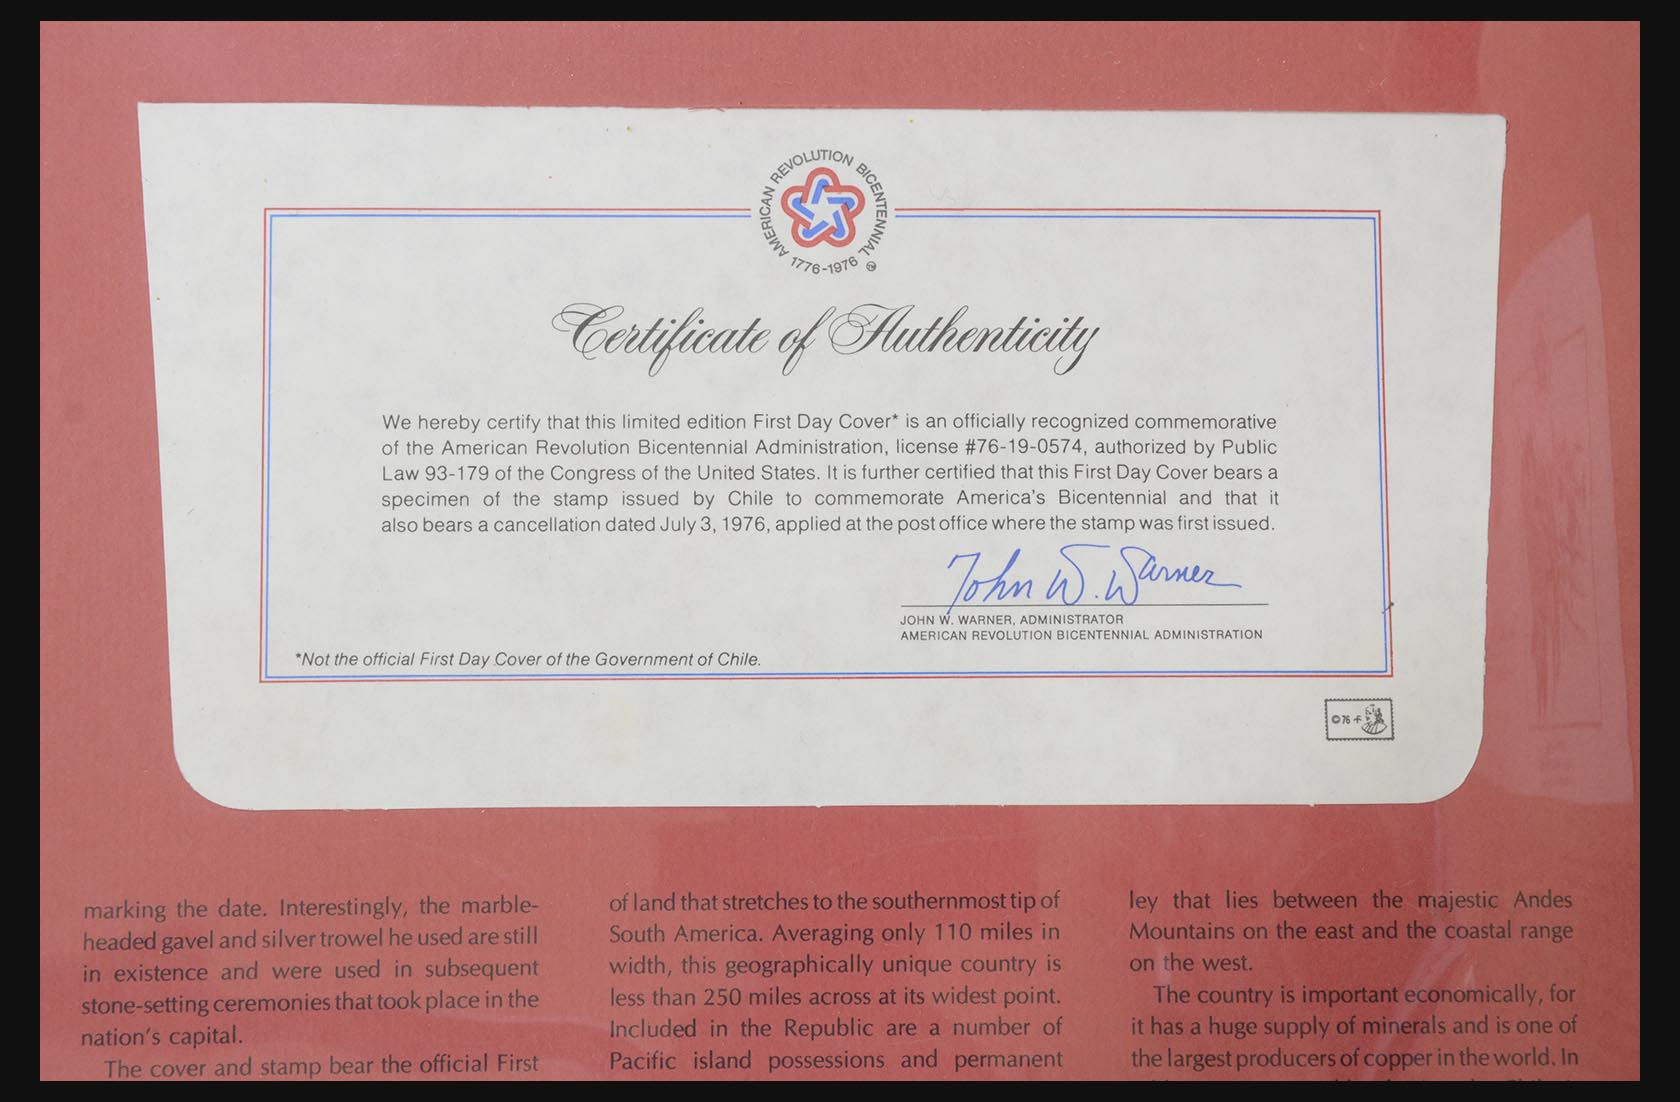 AMERICAN REVOLUTION BICENTENNIAL
1776-1976
Certificate of Authenticity
We hereby certify that this limited edition First Day Cover* is an officially recognized commemorative
of the American Revolution Bicentennial Administration, license #76-19-0574, authorized by Public
Law 93-179 of the Congress of the United States. It is further certified that this First Day Cover bears a
specimen of the stamp issued by Chile to commemorate America's Bicentennial and that it
also bears a cancellation dated July 3, 1976, applied at the post office where the stamp was first issued.
John W. Warner
JOHN W. WARNER, ADMINISTRATOR
AMERICAN REVOLUTION BICENTENNIAL ADMINISTRATION
*Not the official First Day Cover of the Government of Chile.
©76
marking the date. Interestingly, the marble-
headed gavel and silver trowel he used are still
in existence and were used in subsequent
stone-setting ceremonies that took place in the
nation's capital.
The cover and stamp bear the official First
of land that stretches to the southernmost tip of
South America. Averaging only 110 miles in
width, this geographically unique country is
less than 250 miles across at its widest point.
Included in the Republic are a number of
Pacific island possessions and permanent
ley that lies between the majestic Andes
Mountains on the east and the coastal range
on the west.
The country is important economically, for
it has a huge supply of minerals and is one of
the largest producers of copper in the world. In